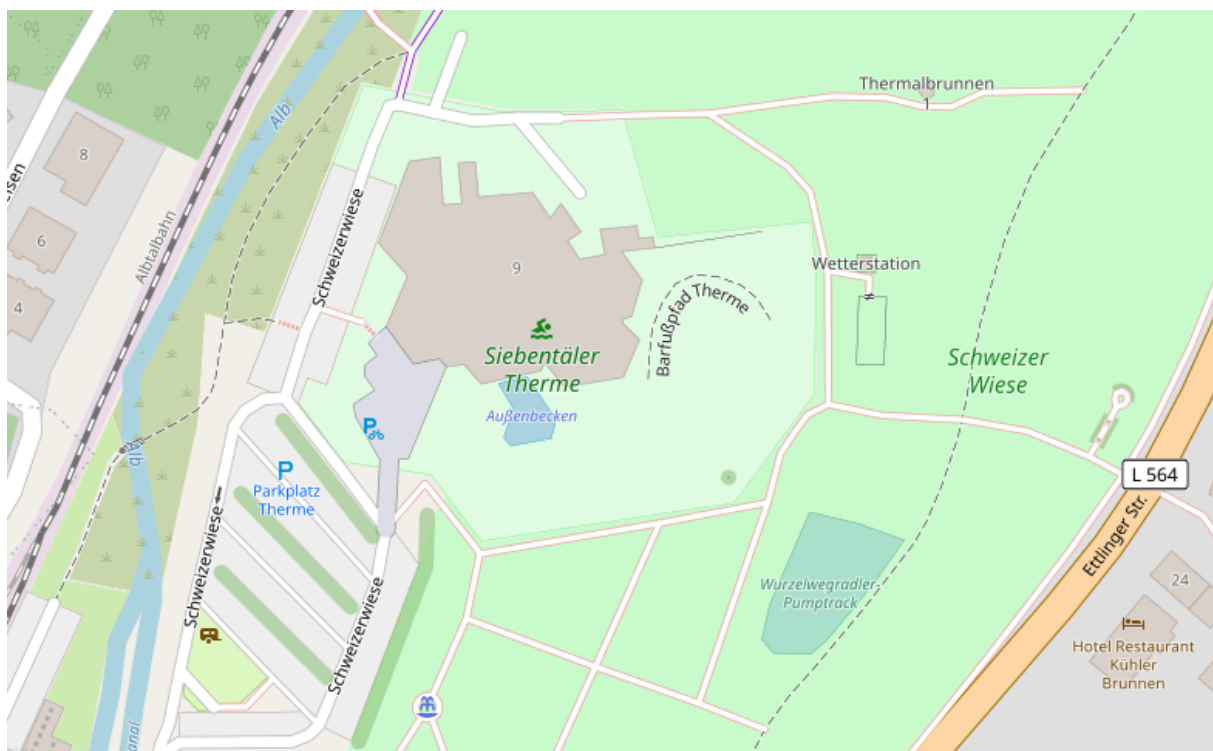 Thermalbrunnen
1
Alb
8
Albtalbahn
6
4
Schweizerwiese
9
Wetterstation
Barfußpfad Therme
Siebentäler
Therme
Außenbecken
Schweizer
Wiese
Alb
Parkplatz
Therme
L 564
Ettlinger Str.
Schweizerwiese
Schweizerwiese
Wurzelwegradler-
Pumptrack
24
Hotel Restaurant
Kühler
Brunnen